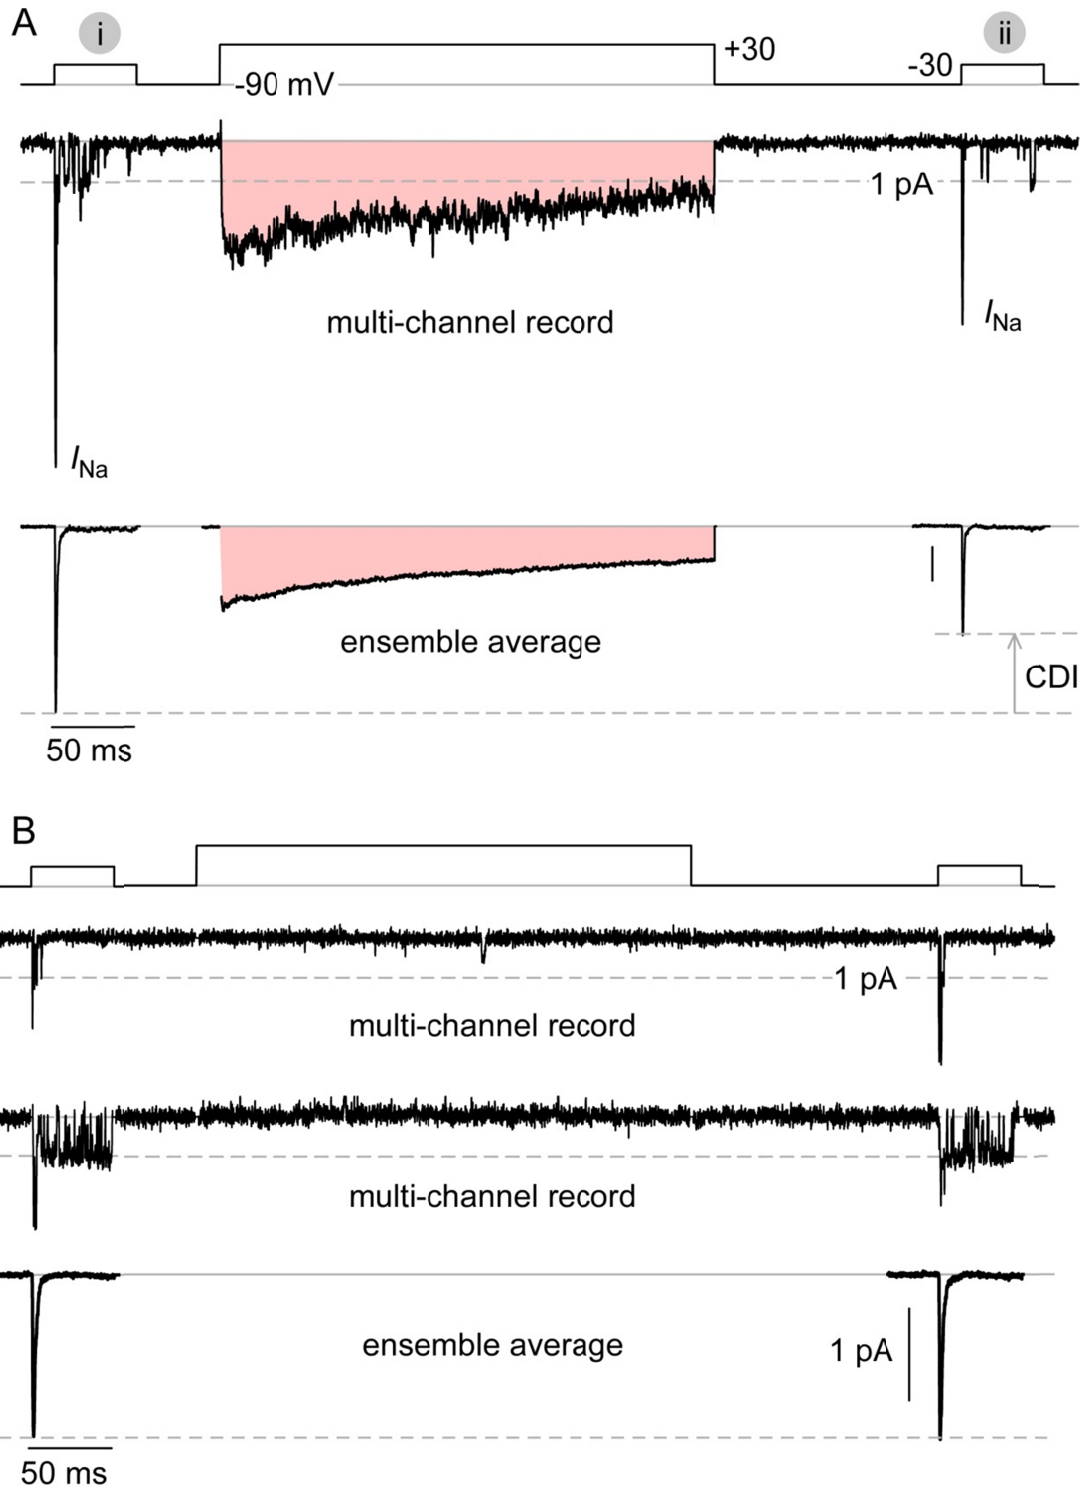 A
i
ii
-90 mV
+30
-30
1 pA
multi-channel record
INa
INa
ensemble average
CDI
50 ms
B
1 pA
multi-channel record
multi-channel record
ensemble average
1 pA
50 ms